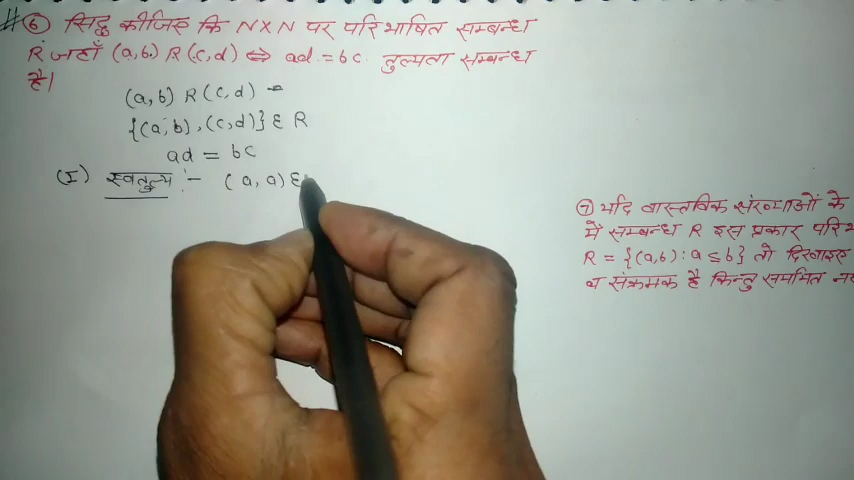 # ⑥ सिद्ध कीजिए कि N X N पर परिभाषित सम्बन्ध
R जहाँ (a,b) R (c,d) ⇔ ad = bc तुल्यता सम्बन्ध
है।
(a,b) R (c,d) -
{(a,b),(c,d)} ∈ R
ad = bc
(I) स्वतुल्य :- (a,a) ∈
⑦ यदि वास्तविक संख्याओं के
में सम्बन्ध R इस प्रकार
R = {(a,b) : a ≤ b} तो दिखाइए
व संक्रमक है किन्तु सममित